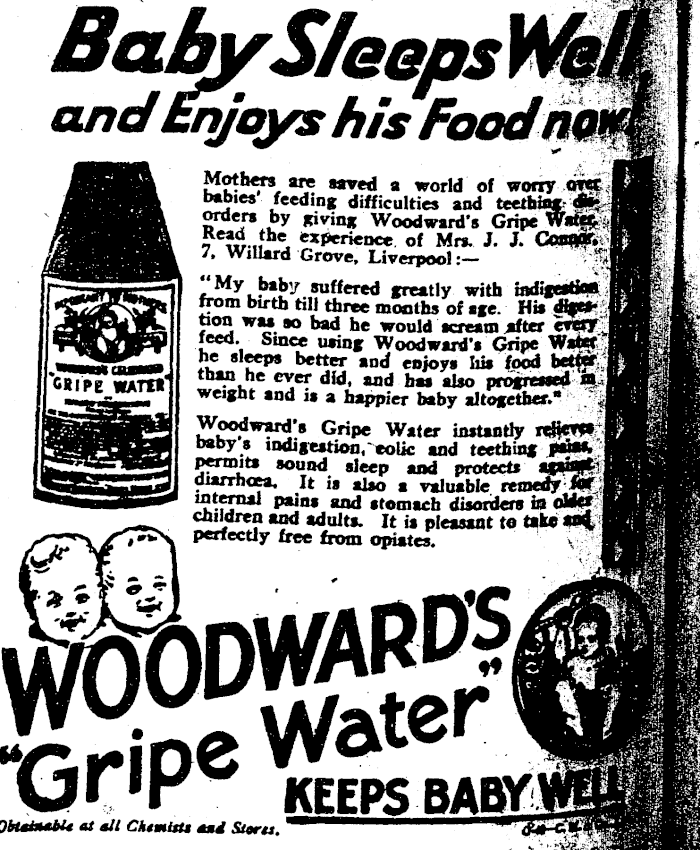 Baby Sleeps Well
and Enjoys his Food now!
Mothers are saved a world of worry over
babies' feeding difficulties and teething dis-
orders by giving Woodward's Gripe Water.
Read the experience of Mrs. J. J. Connor,
7, Willard Grove, Liverpool:—
"My baby suffered greatly with indigestion
from birth till three months of age. His diges-
tion was so bad he would scream after every
feed. Since using Woodward's Gripe Water
he sleeps better and enjoys his food better
than he ever did, and has also progressed in
weight and is a happier baby altogether."
Woodward's Gripe Water instantly relieves
baby's indigestion, colic and teething pains,
permits sound sleep and protects against
diarrhœa. It is also a valuable remedy for
internal pains and stomach disorders in older
children and adults. It is pleasant to take and
perfectly free from opiates.
"GRIPE WATER"
WOODWARD'S
"Gripe Water"
KEEPS BABY WELL
Obtainable at all Chemists and Stores.